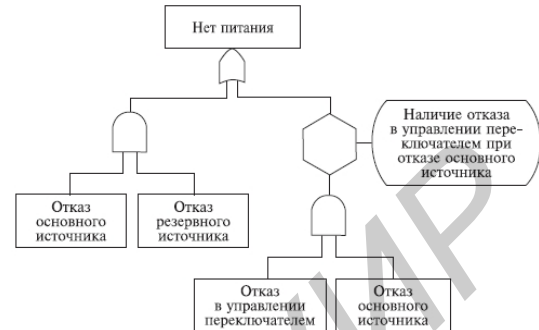 Нет питания
Наличие отказа
в управлении пере-
ключателем при
отказе основного
источника
Отказ
основного
источника
Отказ
резервного
источника
Отказ
в управлении
переключателем
Отказ
основного
источника